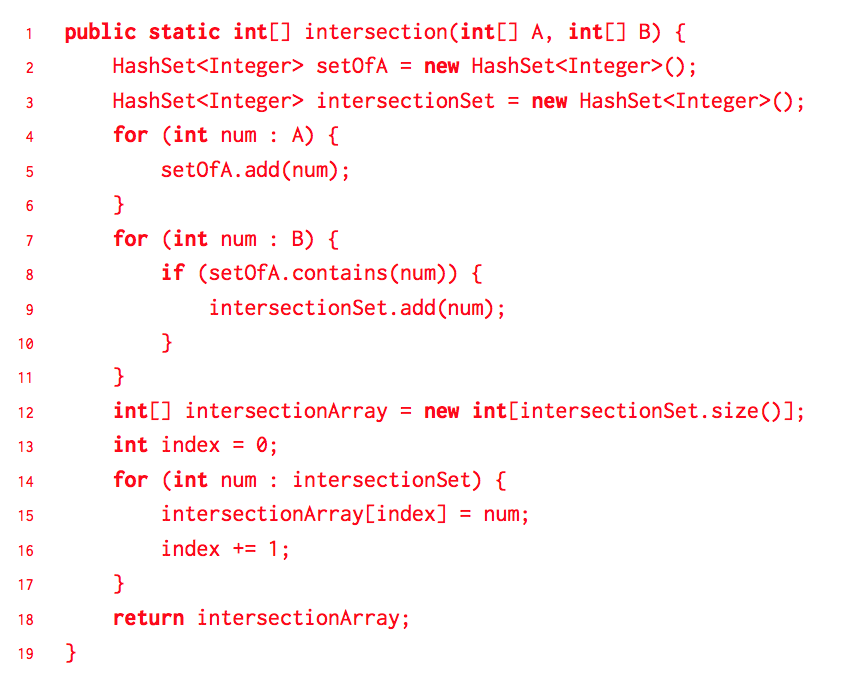 1 public static int[] intersection(int[] A, int[] B) {
2     HashSet<Integer> setOfA = new HashSet<Integer>();
3     HashSet<Integer> intersectionSet = new HashSet<Integer>();
4     for (int num : A) {
5         setOfA.add(num);
6     }
7     for (int num : B) {
8         if (setOfA.contains(num)) {
9             intersectionSet.add(num);
10         }
11     }
12     int[] intersectionArray = new int[intersectionSet.size()];
13     int index = 0;
14     for (int num : intersectionSet) {
15         intersectionArray[index] = num;
16         index += 1;
17     }
18     return intersectionArray;
19 }